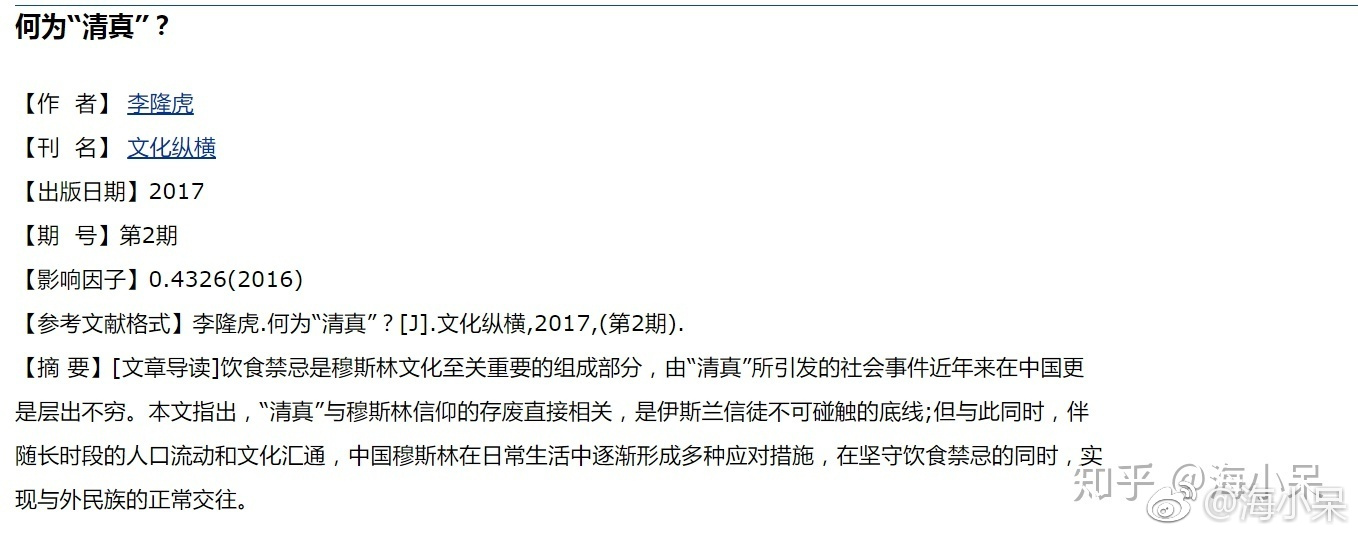 何为“清真”？
【作 者】 李隆虎
【刊 名】 文化纵横
【出版日期】2017
【期 号】第2期
【影响因子】0.4326(2016)
【参考文献格式】李隆虎.何为“清真”？[J].文化纵横,2017,(第2期).
【摘 要】[文章导读]饮食禁忌是穆斯林文化至关重要的组成部分，由“清真”所引发的社会事件近年来在中国更
是层出不穷。本文指出，“清真”与穆斯林信仰的存废直接相关，是伊斯兰信徒不可碰触的底线;但与此同时，伴
随长时段的人口流动和文化汇通，中国穆斯林在日常生活中逐渐形成多种应对措施，在坚守饮食禁忌的同时，实
现与外民族的正常交往。
知乎 @海小呆
@海小呆